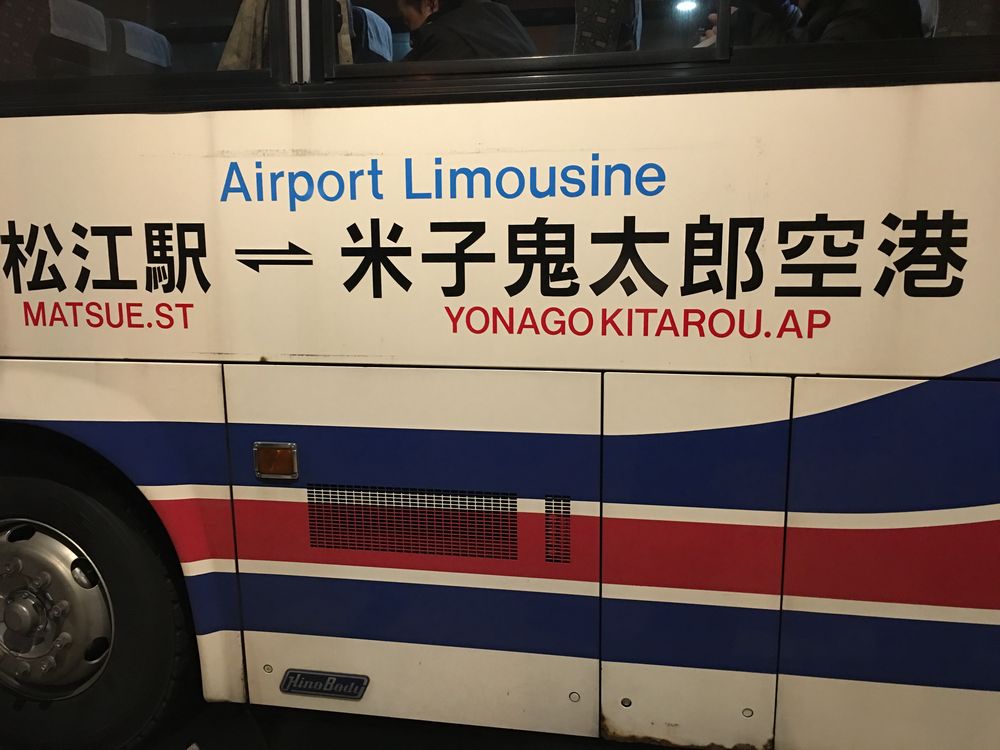 Airport Limousine
松江駅 ⇌ 米子鬼太郎空港
MATSUE.ST YONAGO KITAROU.AP
HinoBody